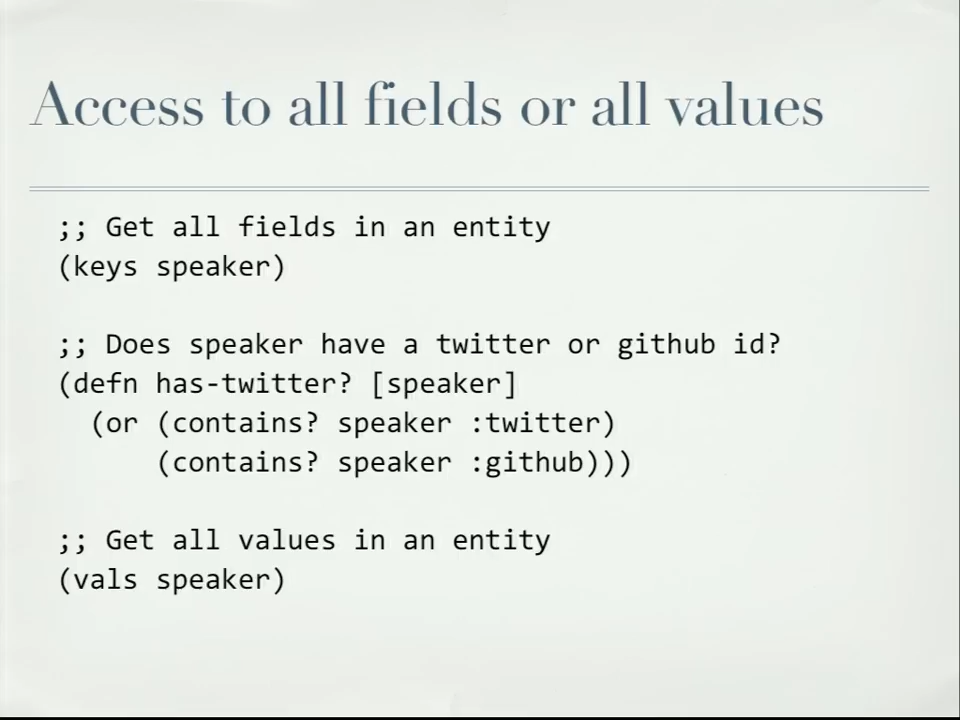 Access to all fields or all values
;; Get all fields in an entity
(keys speaker)
;; Does speaker have a twitter or github id?
(defn has-twitter? [speaker]
  (or (contains? speaker :twitter)
      (contains? speaker :github)))
;; Get all values in an entity
(vals speaker)